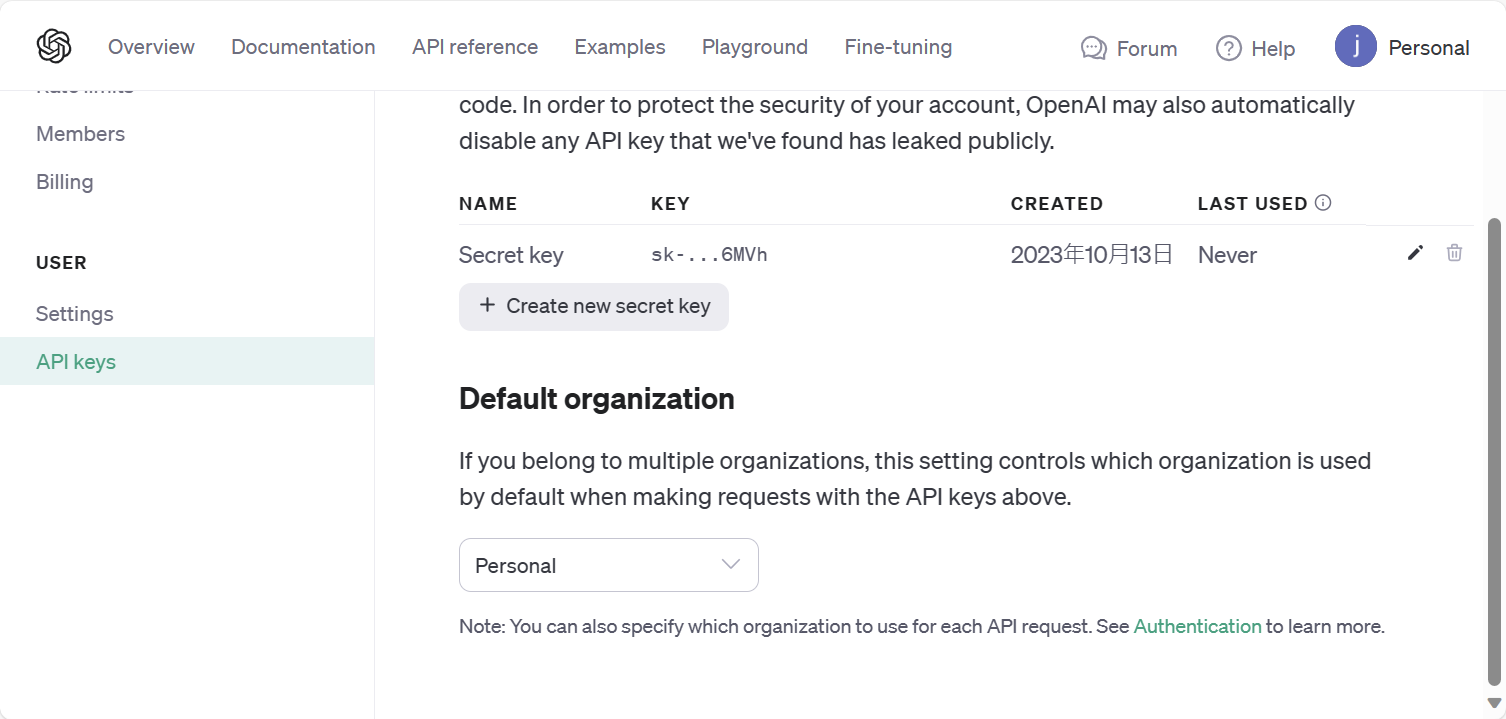 Overview Documentation API reference Examples Playground Fine-tuning Forum Help j Personal
Rate limits
Members
Billing
USER
Settings
API keys
code. In order to protect the security of your account, OpenAI may also automatically
disable any API key that we've found has leaked publicly.
NAME KEY CREATED LAST USED
Secret key sk-...6MVh 2023年10月13日 Never
+ Create new secret key
Default organization
If you belong to multiple organizations, this setting controls which organization is used
by default when making requests with the API keys above.
Personal
Note: You can also specify which organization to use for each API request. See Authentication to learn more.